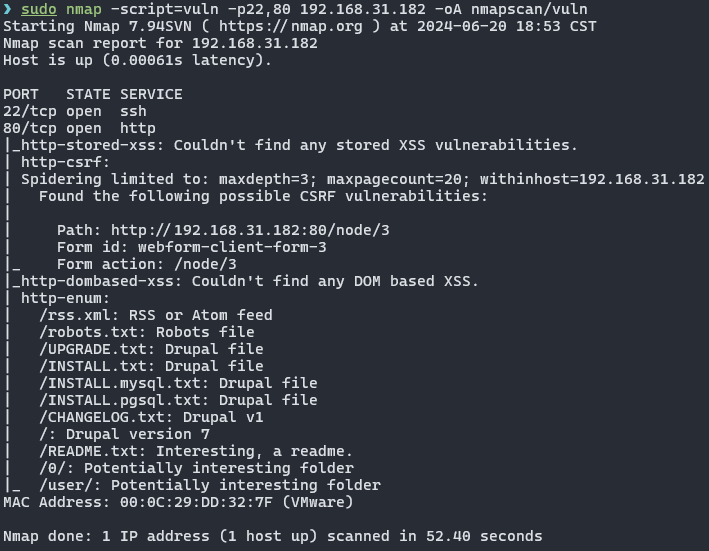 ❯ sudo nmap -script=vuln -p22,80 192.168.31.182 -oA nmapscan/vuln
Starting Nmap 7.94SVN ( https://nmap.org ) at 2024-06-20 18:53 CST
Nmap scan report for 192.168.31.182
Host is up (0.00061s latency).

PORT   STATE SERVICE
22/tcp open  ssh
80/tcp open  http
|_http-stored-xss: Couldn't find any stored XSS vulnerabilities.
| http-csrf:
| Spidering limited to: maxdepth=3; maxpagecount=20; withinhost=192.168.31.182
|   Found the following possible CSRF vulnerabilities:
|
|     Path: http://192.168.31.182:80/node/3
|     Form id: webform-client-form-3
|_    Form action: /node/3
|_http-dombased-xss: Couldn't find any DOM based XSS.
| http-enum:
|   /rss.xml: RSS or Atom feed
|   /robots.txt: Robots file
|   /UPGRADE.txt: Drupal file
|   /INSTALL.txt: Drupal file
|   /INSTALL.mysql.txt: Drupal file
|   /INSTALL.pgsql.txt: Drupal file
|   /CHANGELOG.txt: Drupal v1
|   /: Drupal version 7
|   /README.txt: Interesting, a readme.
|   /0/: Potentially interesting folder
|_  /user/: Potentially interesting folder
MAC Address: 00:0C:29:DD:32:7F (VMware)

Nmap done: 1 IP address (1 host up) scanned in 52.40 seconds